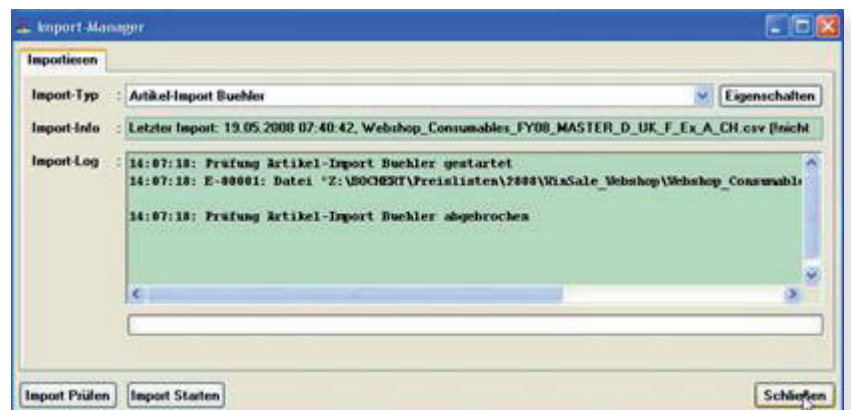 Import-Manager
Importieren
Import-Typ : Artikel-Import Buehler Eigenschaften
Import-Info : Letzter Import: 19.05.2008 07:40:42, Webshop_Consumables_FY08_MASTER_D_UK_F_Ex_A_CH.csv (!nicht
Import-Log : 14:07:18: Prüfung Artikel-Import Buehler gestartet
14:07:18: E-00001: Datei "Z:\BOCHERT\Preislisten\2008\WinSale_Webshop\Webshop_Consumable
14:07:18: Prüfung Artikel-Import Buehler abgebrochen
Import Prüfen Import Starten Schließen